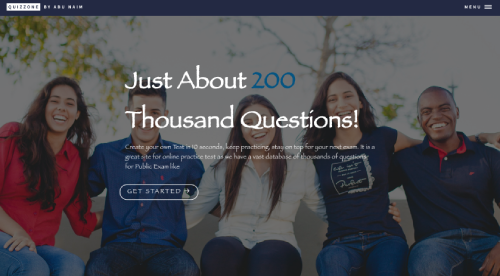 QUIZZONE BY ABU NAIM
MENU
Just About 200
Thousand Questions!
Create your own Test in 10 seconds, keep practicing, stay on top for your next exam. It is a
great site for online practice test as we have a vast database of thousands of questions
for Public Exam like
GET STARTED